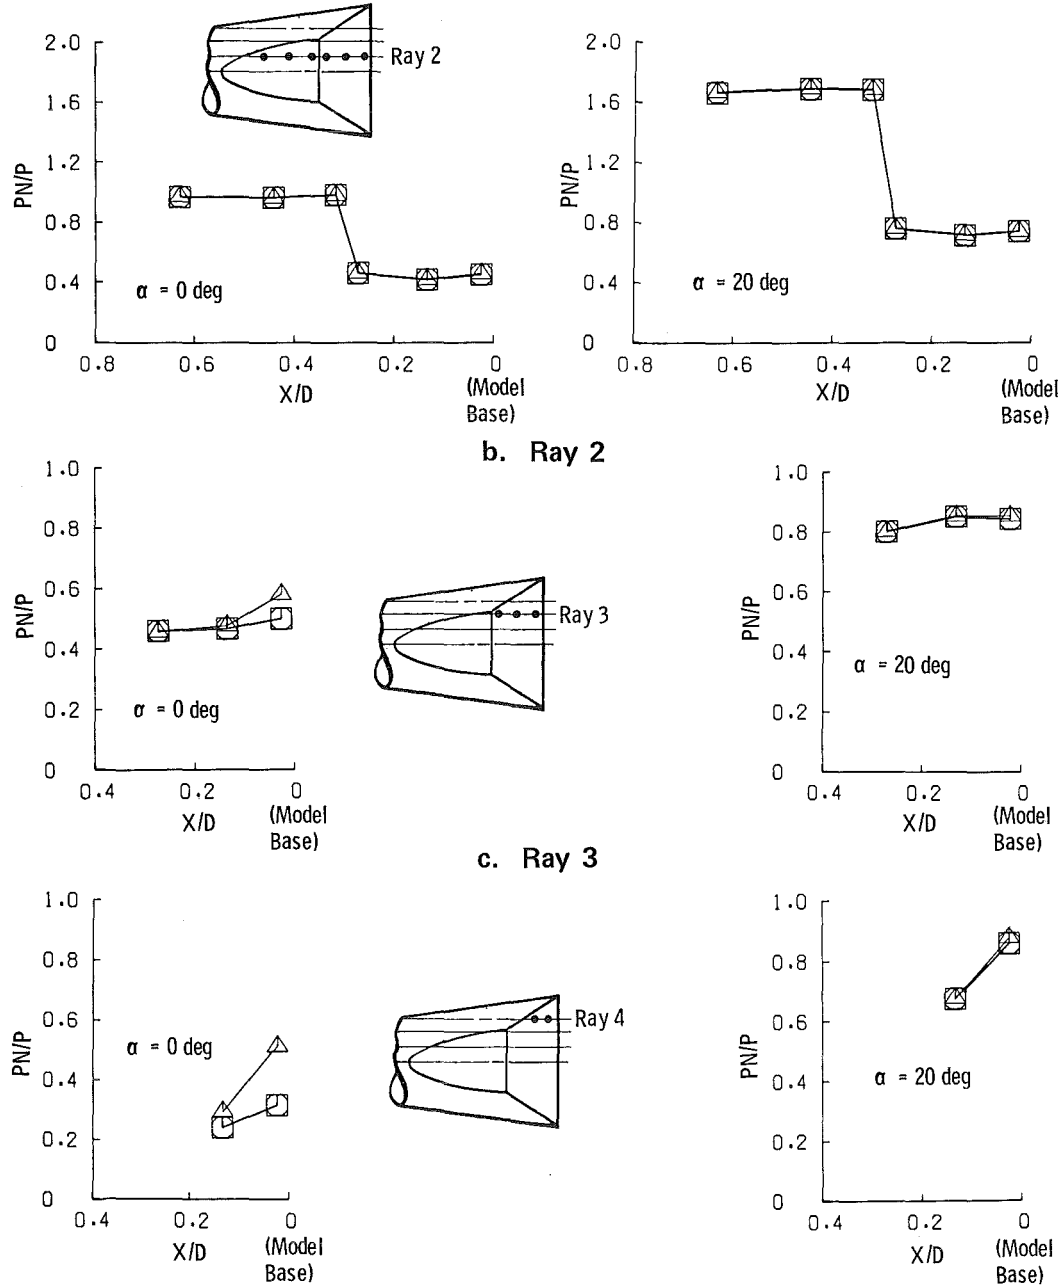 2.0
1.6
1.2
0.8
0.4
0
PN/P
Ray 2
α = 0 deg
0.8
0.6
0.4
0.2
0
X/D
(Model
Base)
2.0
1.6
1.2
0.8
0.4
0
PN/P
α = 20 deg
0.8
0.6
0.4
0.2
0
X/D
(Model
Base)
b. Ray 2
1.0
0.8
0.6
0.4
0.2
0
PN/P
α = 0 deg
0.4
0.2
0
X/D
(Model
Base)
Ray 3
1.0
0.8
0.6
0.4
0.2
0
PN/P
α = 20 deg
0.4
0.2
0
X/D
(Model
Base)
c. Ray 3
1.0
0.8
0.6
0.4
0.2
0
PN/P
α = 0 deg
0.4
0.2
0
X/D
(Model
Base)
Ray 4
1.0
0.8
0.6
0.4
0.2
0
PN/P
α = 20 deg
0.4
0.2
0
X/D
(Model
Base)